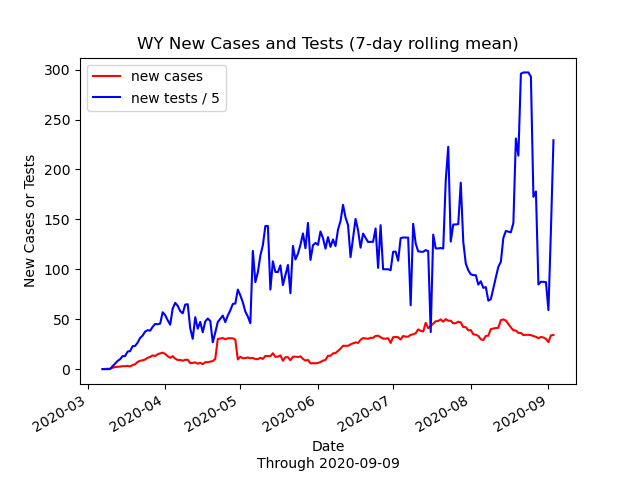 WY New Cases and Tests (7-day rolling mean)
new cases
new tests / 5
New Cases or Tests
300
250
200
150
100
50
0
2020-03
2020-04
2020-05
2020-06
2020-07
2020-08
2020-09
Date
Through 2020-09-09